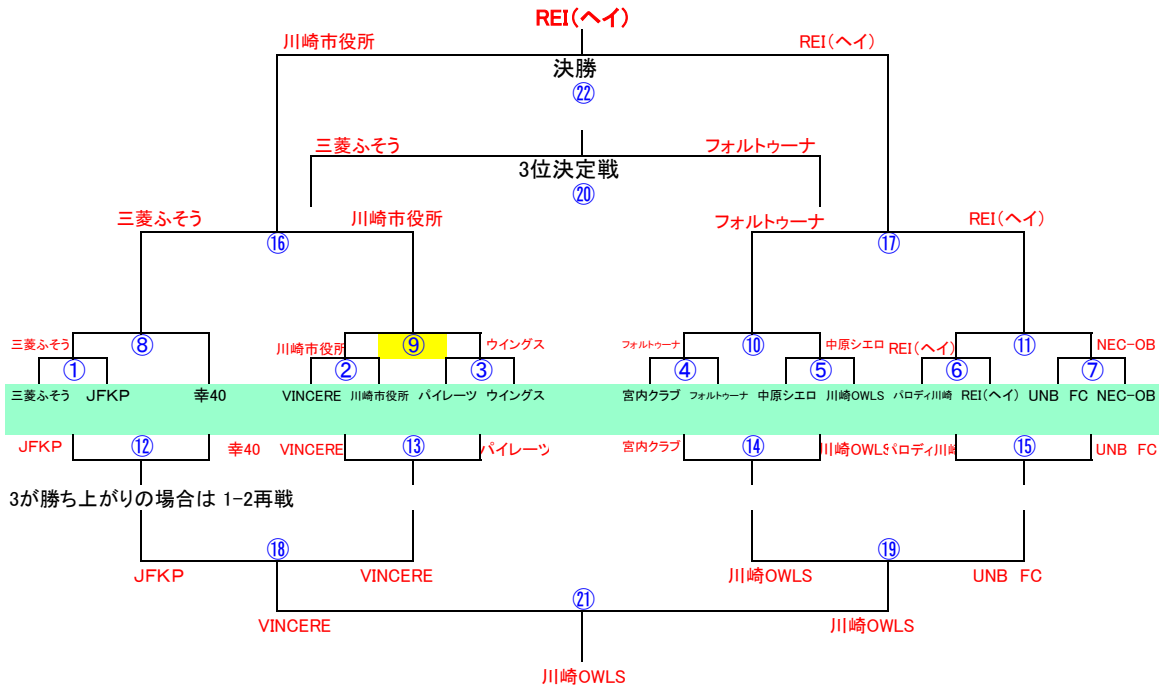 REI(ヘイ)
川崎市役所 REI(ヘイ)
決勝
㉒
三菱ふそう フォルトゥーナ
3位決定戦
⑳
三菱ふそう 川崎市役所 フォルトゥーナ REI(ヘイ)
⑯ ⑰
三菱ふそう ⑧ 川崎市役所 ⑨ ウイングス フォルトゥーナ ⑩ 中原シエロ REI(ヘイ) ⑪ NEC-OB
① ② ③ ④ ⑤ ⑥ ⑦
三菱ふそう JFKP 幸40 VINCERE 川崎市役所 パイレーツ ウイングス 宮内クラブ フォルトゥーナ 中原シエロ 川崎OWLS パロディ川崎 REI(ヘイ) UNB FC NEC-OB
JFKP ⑫ 幸40 VINCERE ⑬ パイレーツ 宮内クラブ ⑭ 川崎OWLS パロディ川崎 ⑮ UNB FC
3が勝ち上がりの場合は 1-2再戦
⑱ ⑲
JFKP VINCERE 川崎OWLS UNB FC
㉑
VINCERE 川崎OWLS
川崎OWLS